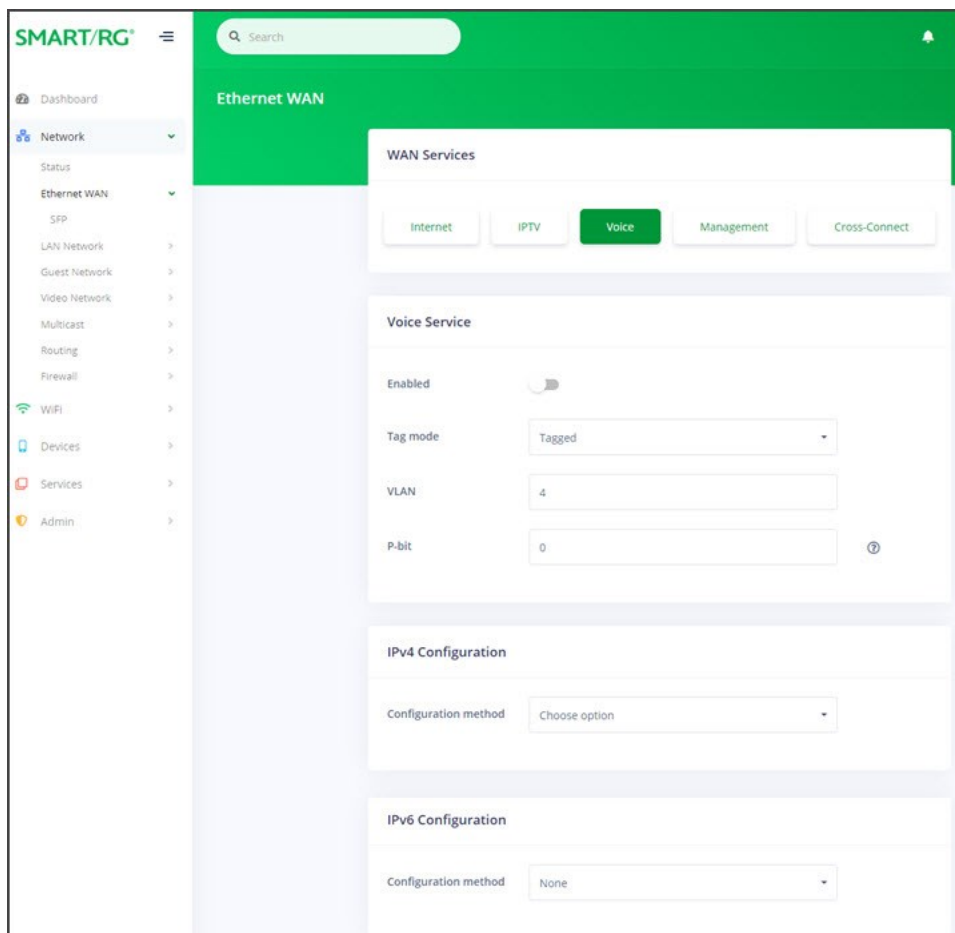 SMART/RG®
Search
Dashboard
Network
Status
Ethernet WAN
SFP
LAN Network
Guest Network
Video Network
Multicast
Routing
Firewall
WiFi
Devices
Services
Admin
Ethernet WAN
WAN Services
Internet IPTV Voice Management Cross-Connect
Voice Service
Enabled
Tag mode Tagged
VLAN 4
P-bit 0 ?
IPv4 Configuration
Configuration method Choose option
IPv6 Configuration
Configuration method None